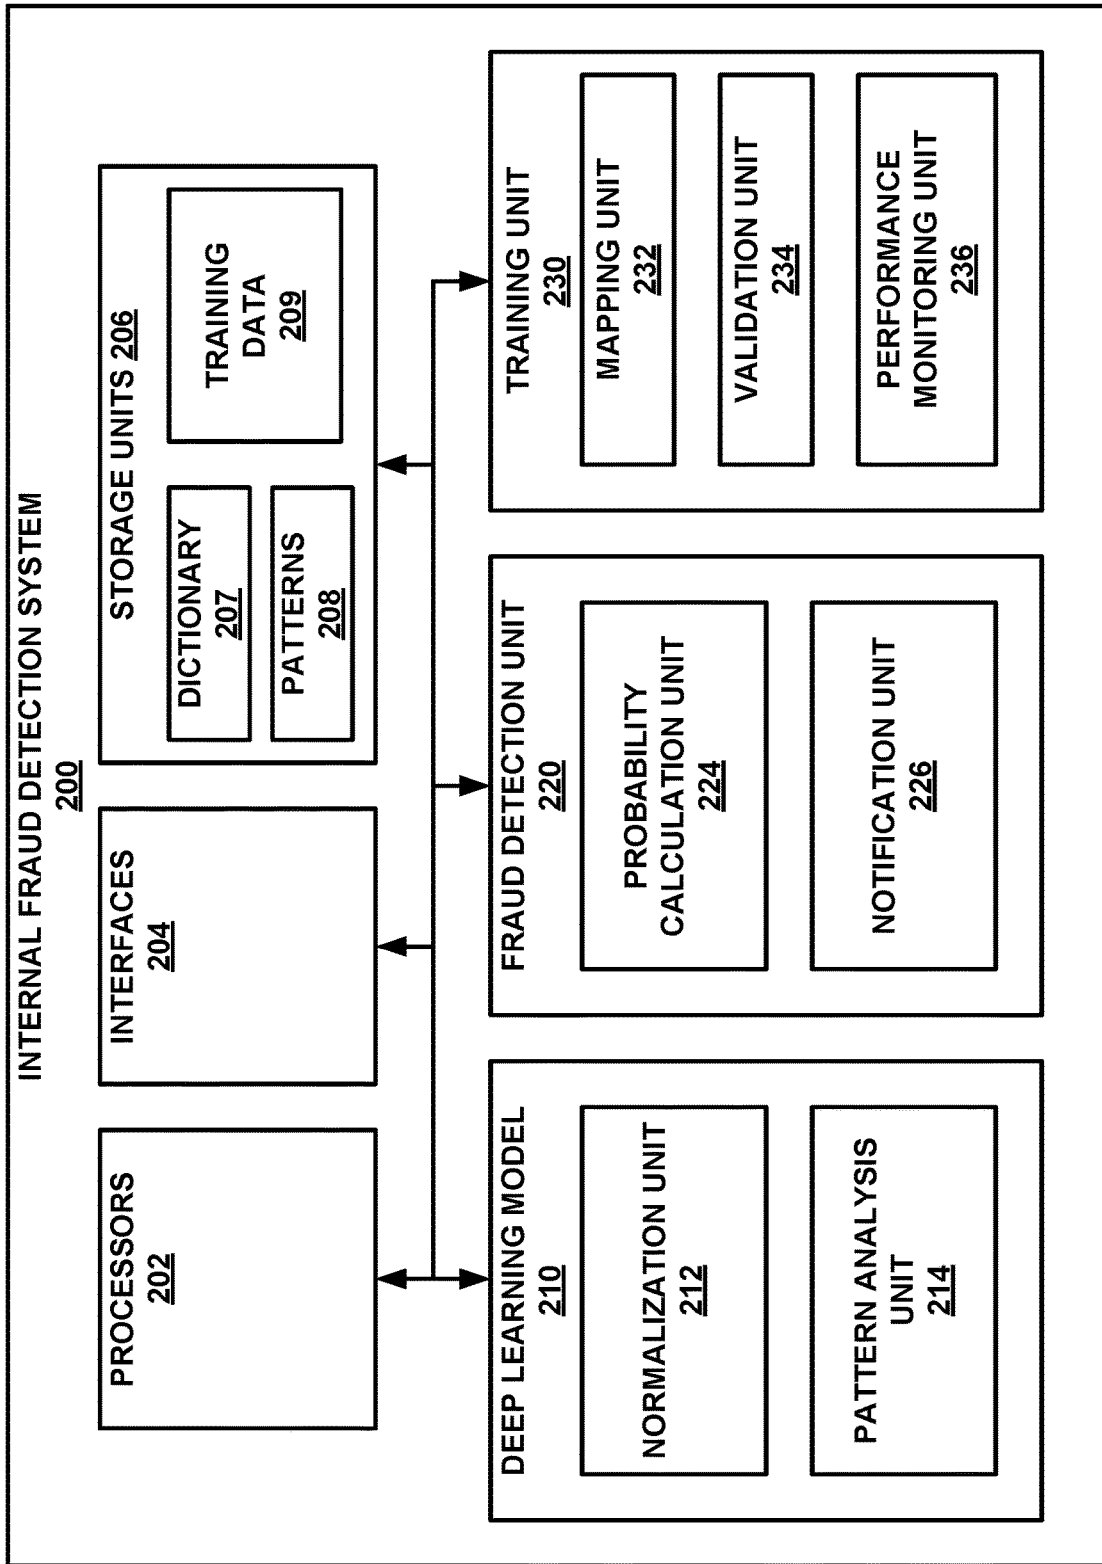 INTERNAL FRAUD DETECTION SYSTEM
200
PROCESSORS
202
INTERFACES
204
STORAGE UNITS 206
DICTIONARY
207
PATTERNS
208
TRAINING
DATA
209
DEEP LEARNING MODEL
210
NORMALIZATION UNIT
212
PATTERN ANALYSIS
UNIT
214
FRAUD DETECTION UNIT
220
PROBABILITY
CALCULATION UNIT
224
NOTIFICATION UNIT
226
TRAINING UNIT
230
MAPPING UNIT
232
VALIDATION UNIT
234
PERFORMANCE
MONITORING UNIT
236